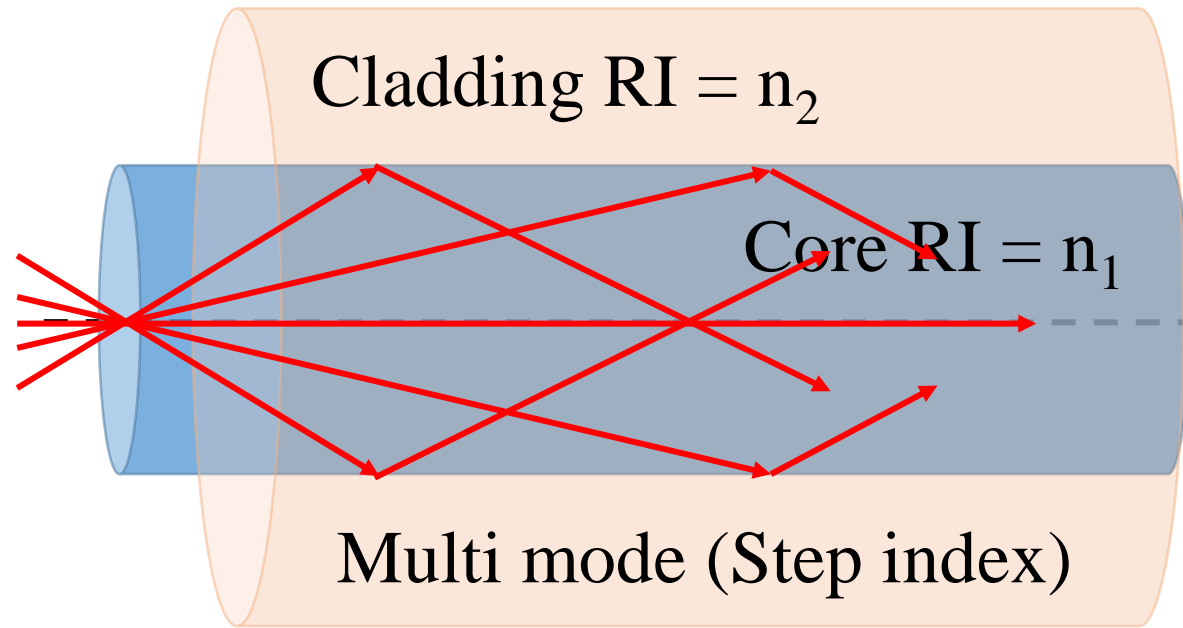 Cladding RI = n₂
Core RI = n₁
Multi mode (Step index)